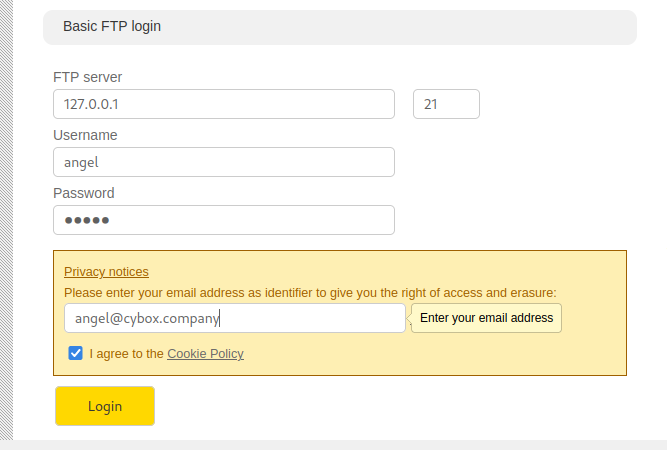 Basic FTP login
FTP server
127.0.0.1 21
Username
angel
Password
●●●●●
Privacy notices
Please enter your email address as identifier to give you the right of access and erasure:
angel@cybox.company Enter your email address
I agree to the Cookie Policy
Login